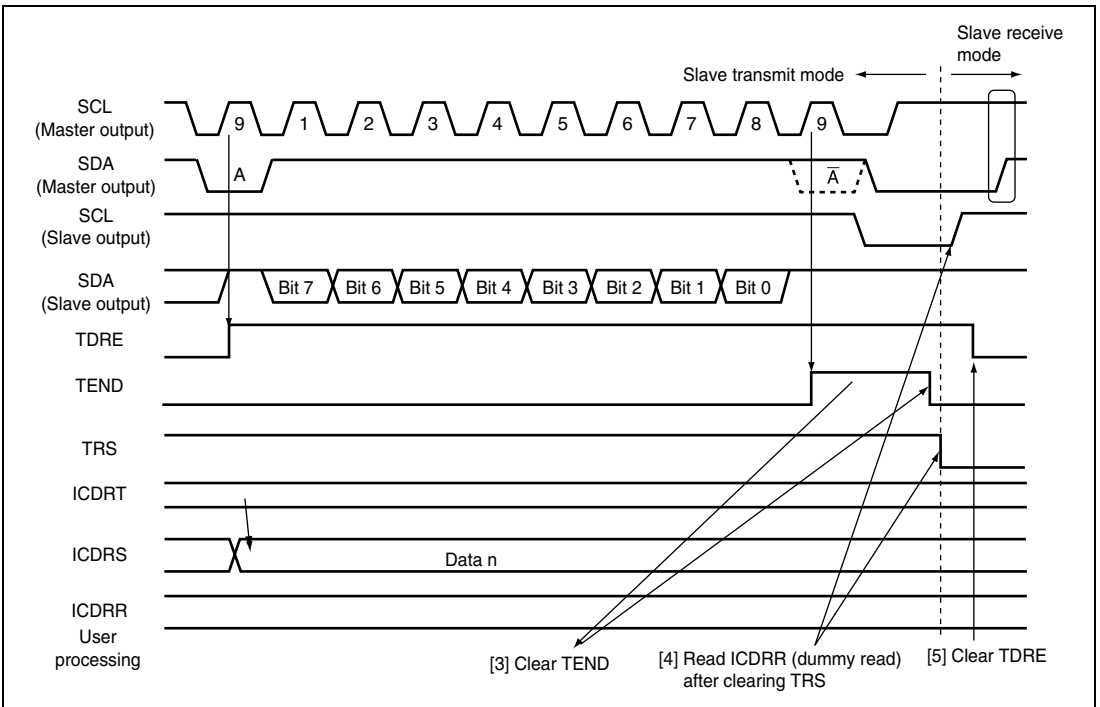 Slave receive
mode
Slave transmit mode
SCL
(Master output)
9 1 2 3 4 5 6 7 8 9
SDA
(Master output)
A A̅
SCL
(Slave output)
SDA
(Slave output)
Bit 7 Bit 6 Bit 5 Bit 4 Bit 3 Bit 2 Bit 1 Bit 0
TDRE
TEND
TRS
ICDRT
ICDRS
Data n
ICDRR
User
processing
[3] Clear TEND
[4] Read ICDRR (dummy read)
after clearing TRS
[5] Clear TDRE